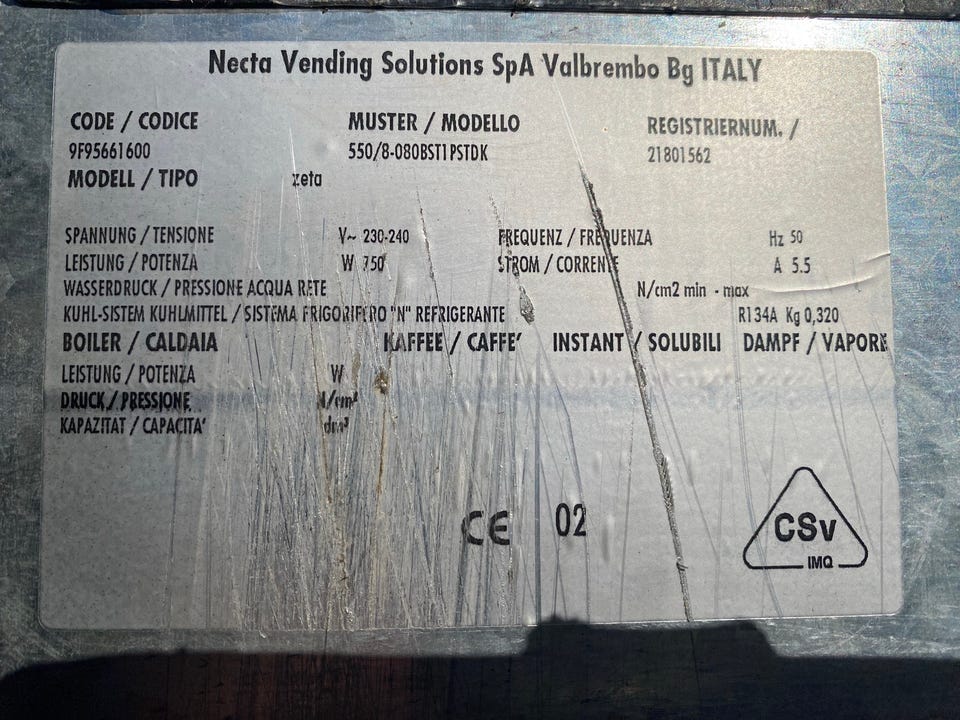 Necta Vending Solutions SpA Valbrembo Bg ITALY
CODE / CODICE MUSTER / MODELLO REGISTRIERNUM. /
9F95661600 550/8-080BST1PSTDK 21801562
MODELL / TIPO zeta
SPANNUNG / TENSIONE V~ 230-240 FREQUENZ / FREQUENZA Hz 50
LEISTUNG / POTENZA W 750 STROM / CORRENTE A 5.5
WASSERDRUCK / PRESSIONE ACQUA RETE N/cm2 min - max
KUHL-SISTEM KUHLMITTEL / SISTEMA FRIGORIFERO "N" REFRIGERANTE R134A Kg 0,320
BOILER / CALDAIA KAFFEE / CAFFE' INSTANT / SOLUBILI DAMPF / VAPORE
LEISTUNG / POTENZA W
DRUCK / PRESSIONE N/cm²
KAPAZITAT / CAPACITA' dm³
CE 02
CSv
IMQ